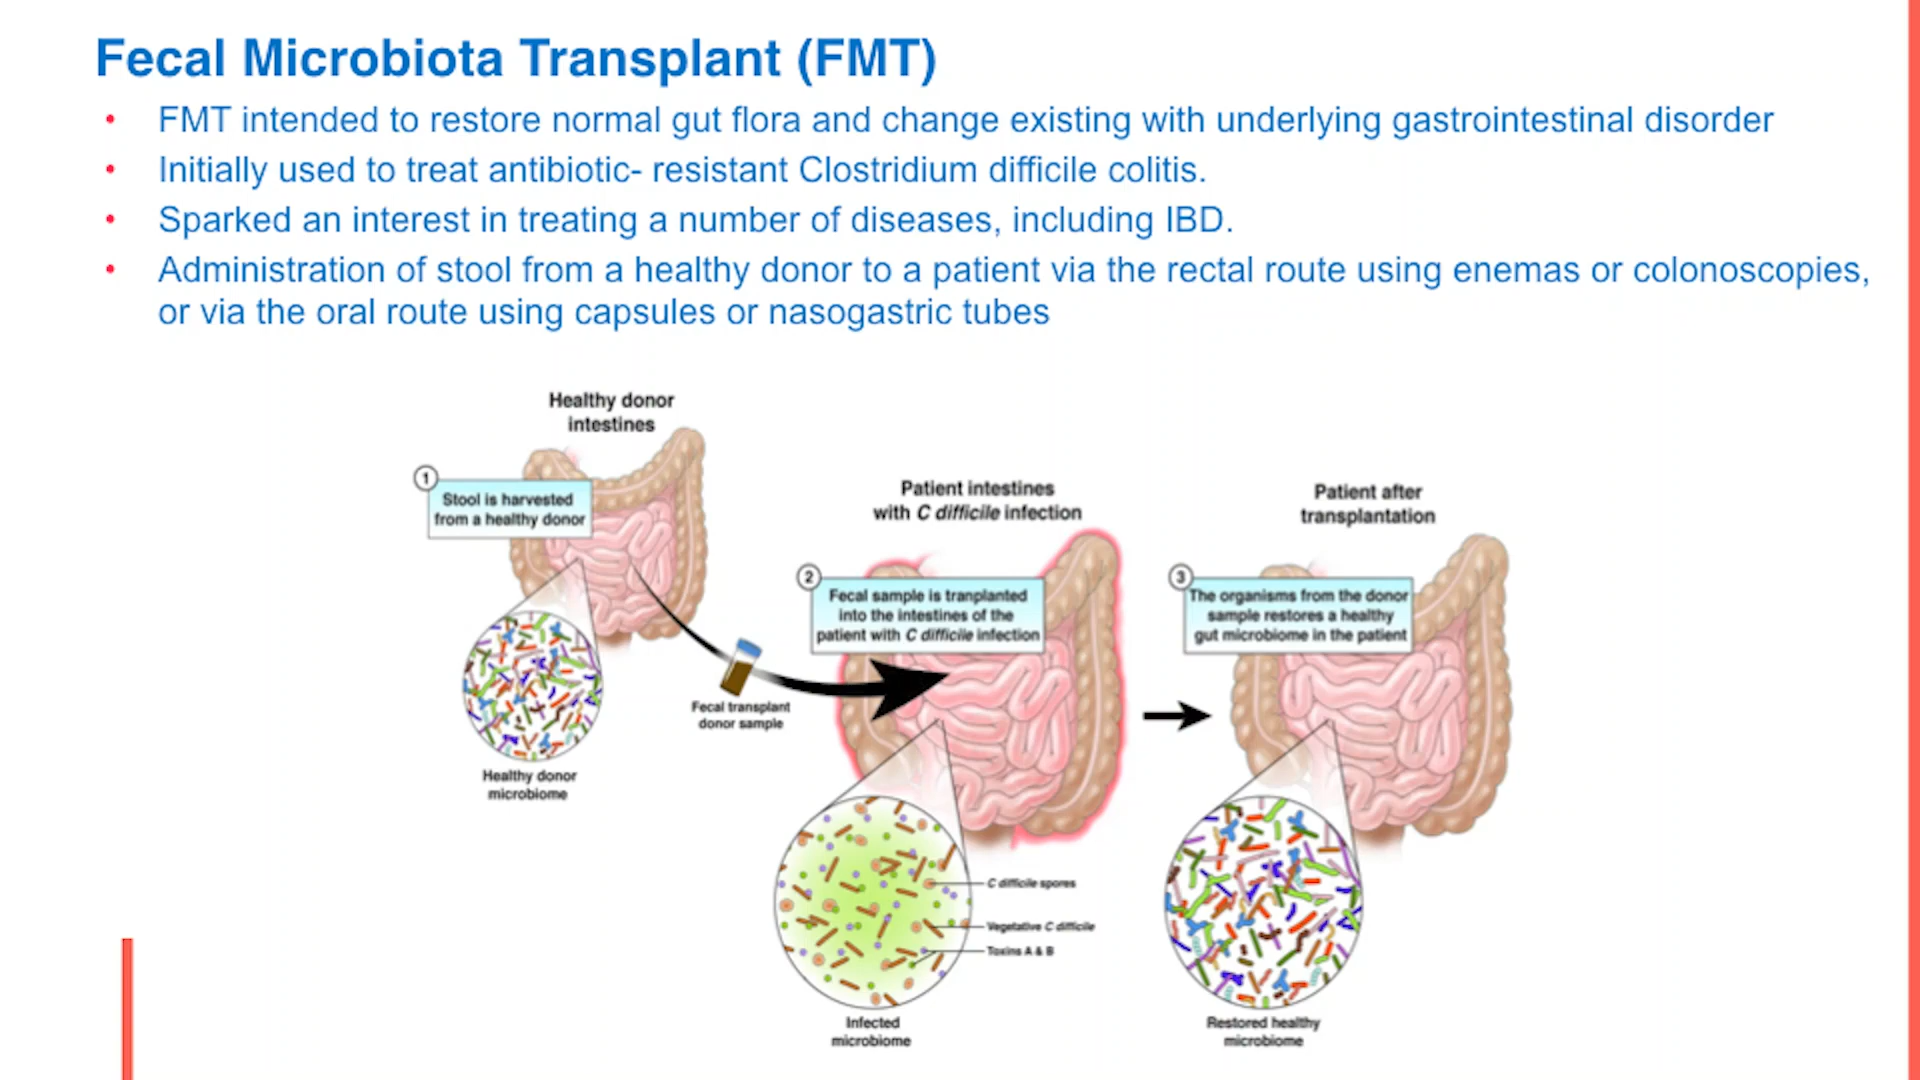 Fecal Microbiota Transplant (FMT)
• FMT intended to restore normal gut flora and change existing with underlying gastrointestinal disorder
• Initially used to treat antibiotic- resistant Clostridium difficile colitis.
• Sparked an interest in treating a number of diseases, including IBD.
• Administration of stool from a healthy donor to a patient via the rectal route using enemas or colonoscopies,
or via the oral route using capsules or nasogastric tubes
Healthy donor
intestines
1
Stool is harvested
from a healthy donor
Healthy donor
microbiome
Fecal transplant
donor sample
Patient intestines
with C difficile infection
2
Fecal sample is tranplanted
into the intestines of the
patient with C difficile infection
C difficile spores
Vegetative C difficile
Toxins A & B
Infected
microbiome
Patient after
transplantation
3
The organisms from the donor
sample restores a healthy
gut microbiome in the patient
Restored healthy
microbiome